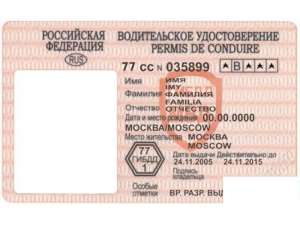 РОССИЙСКАЯ
ФЕДЕРАЦИЯ
RUS
ВОДИТЕЛЬСКОЕ УДОСТОВЕРЕНИЕ
PERMIS DE CONDUIRE
77 СС N 035899
B
Имя ИМЯ
IMY
Фамилия ФАМИЛИЯ
FAMILIA
Отчество ОТЧЕСТВО
Дата и место рождения 00.00.0000
МОСКВА/MOSCOW
Место жительства МОСКВА
MOSCOW
77
ГИБДД
1
Дата выдачи Действительно до
24.11.2005 24.11.2015
Подпись
владельца
Особые
отметки
ВР. РАЗР. ВЫД